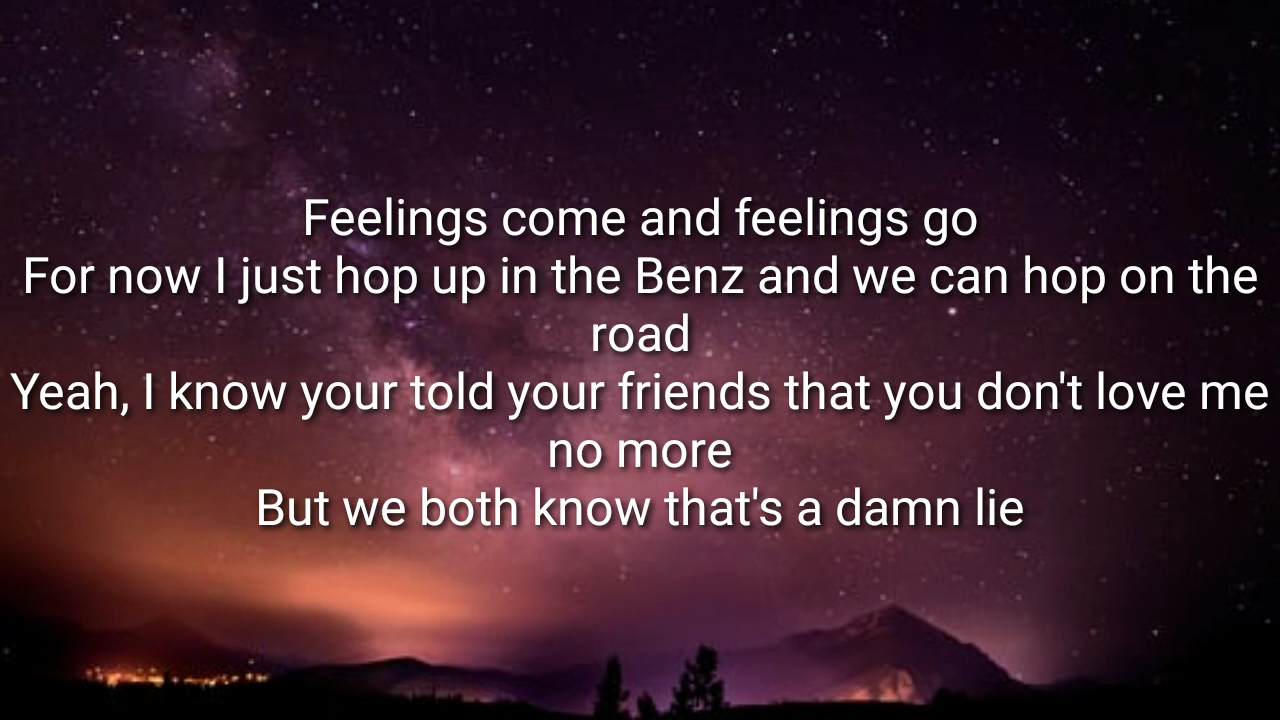 Feelings come and feelings go
For now I just hop up in the Benz and we can hop on the
road
Yeah, I know your told your friends that you don't love me
no more
But we both know that's a damn lie